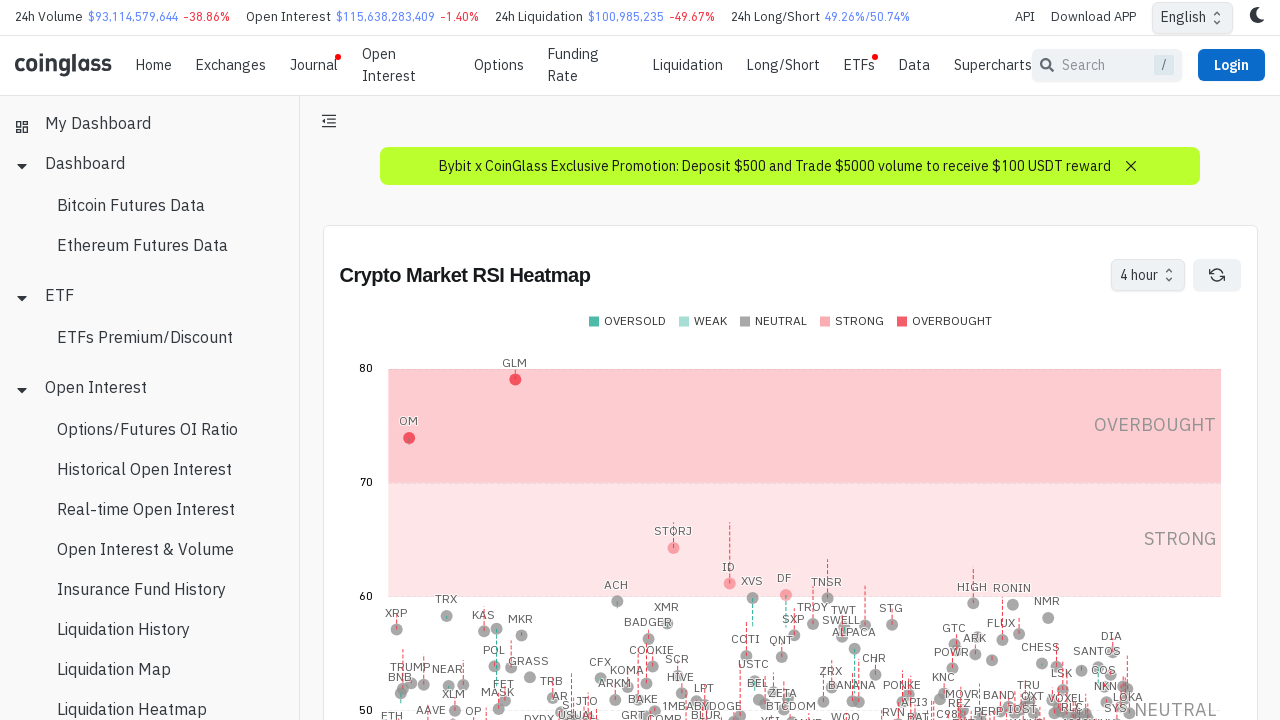 24h Volume $93,114,579,644 -38.86% Open Interest $115,638,283,409 -1.40% 24h Liquidation $100,985,235 -49.67% 24h Long/Short 49.26%/50.74% API Download APP English
coinglass Home Exchanges Journal Open Interest Options Funding Rate Liquidation Long/Short ETFs Data Supercharts Search / Login
My Dashboard
Dashboard
Bitcoin Futures Data
Ethereum Futures Data
ETF
ETFs Premium/Discount
Open Interest
Options/Futures OI Ratio
Historical Open Interest
Real-time Open Interest
Open Interest & Volume
Insurance Fund History
Liquidation History
Liquidation Map
Liquidation Heatmap
Bybit x CoinGlass Exclusive Promotion: Deposit $500 and Trade $5000 volume to receive $100 USDT reward
Crypto Market RSI Heatmap 4 hour
OVERSOLD WEAK NEUTRAL STRONG OVERBOUGHT
80
GLM
OM
OVERBOUGHT
70
STORJ
STRONG
ID
XVS DF TNSR
ACH HIGH RONIN
60
TRX NMR
XRP KAS MKR XMR TROY TWT STG
BADGER SXP SWELL FLUX
GTC ALPACA
COTI QNT ARK DIA
POL COOKIE POWR CHESS SANTOS
GRASS SCR USTC CHR
TRUMP NEAR CFX KOMA ZRX LSK
BNB TRB ARKM HIVE BEL BANANA PONKE KNC TRU CQS
FET MASK LPT ZETA NKN
XLM AR JTO BAKE 1MBABYDOGE BTCDOM API3 MOVR BAND VOXEL
AAVE OP REZ SYS
USUAL GRT BLUR RVN BAT C98 PERP IOST
DYDX WOO
50
NEUTRAL